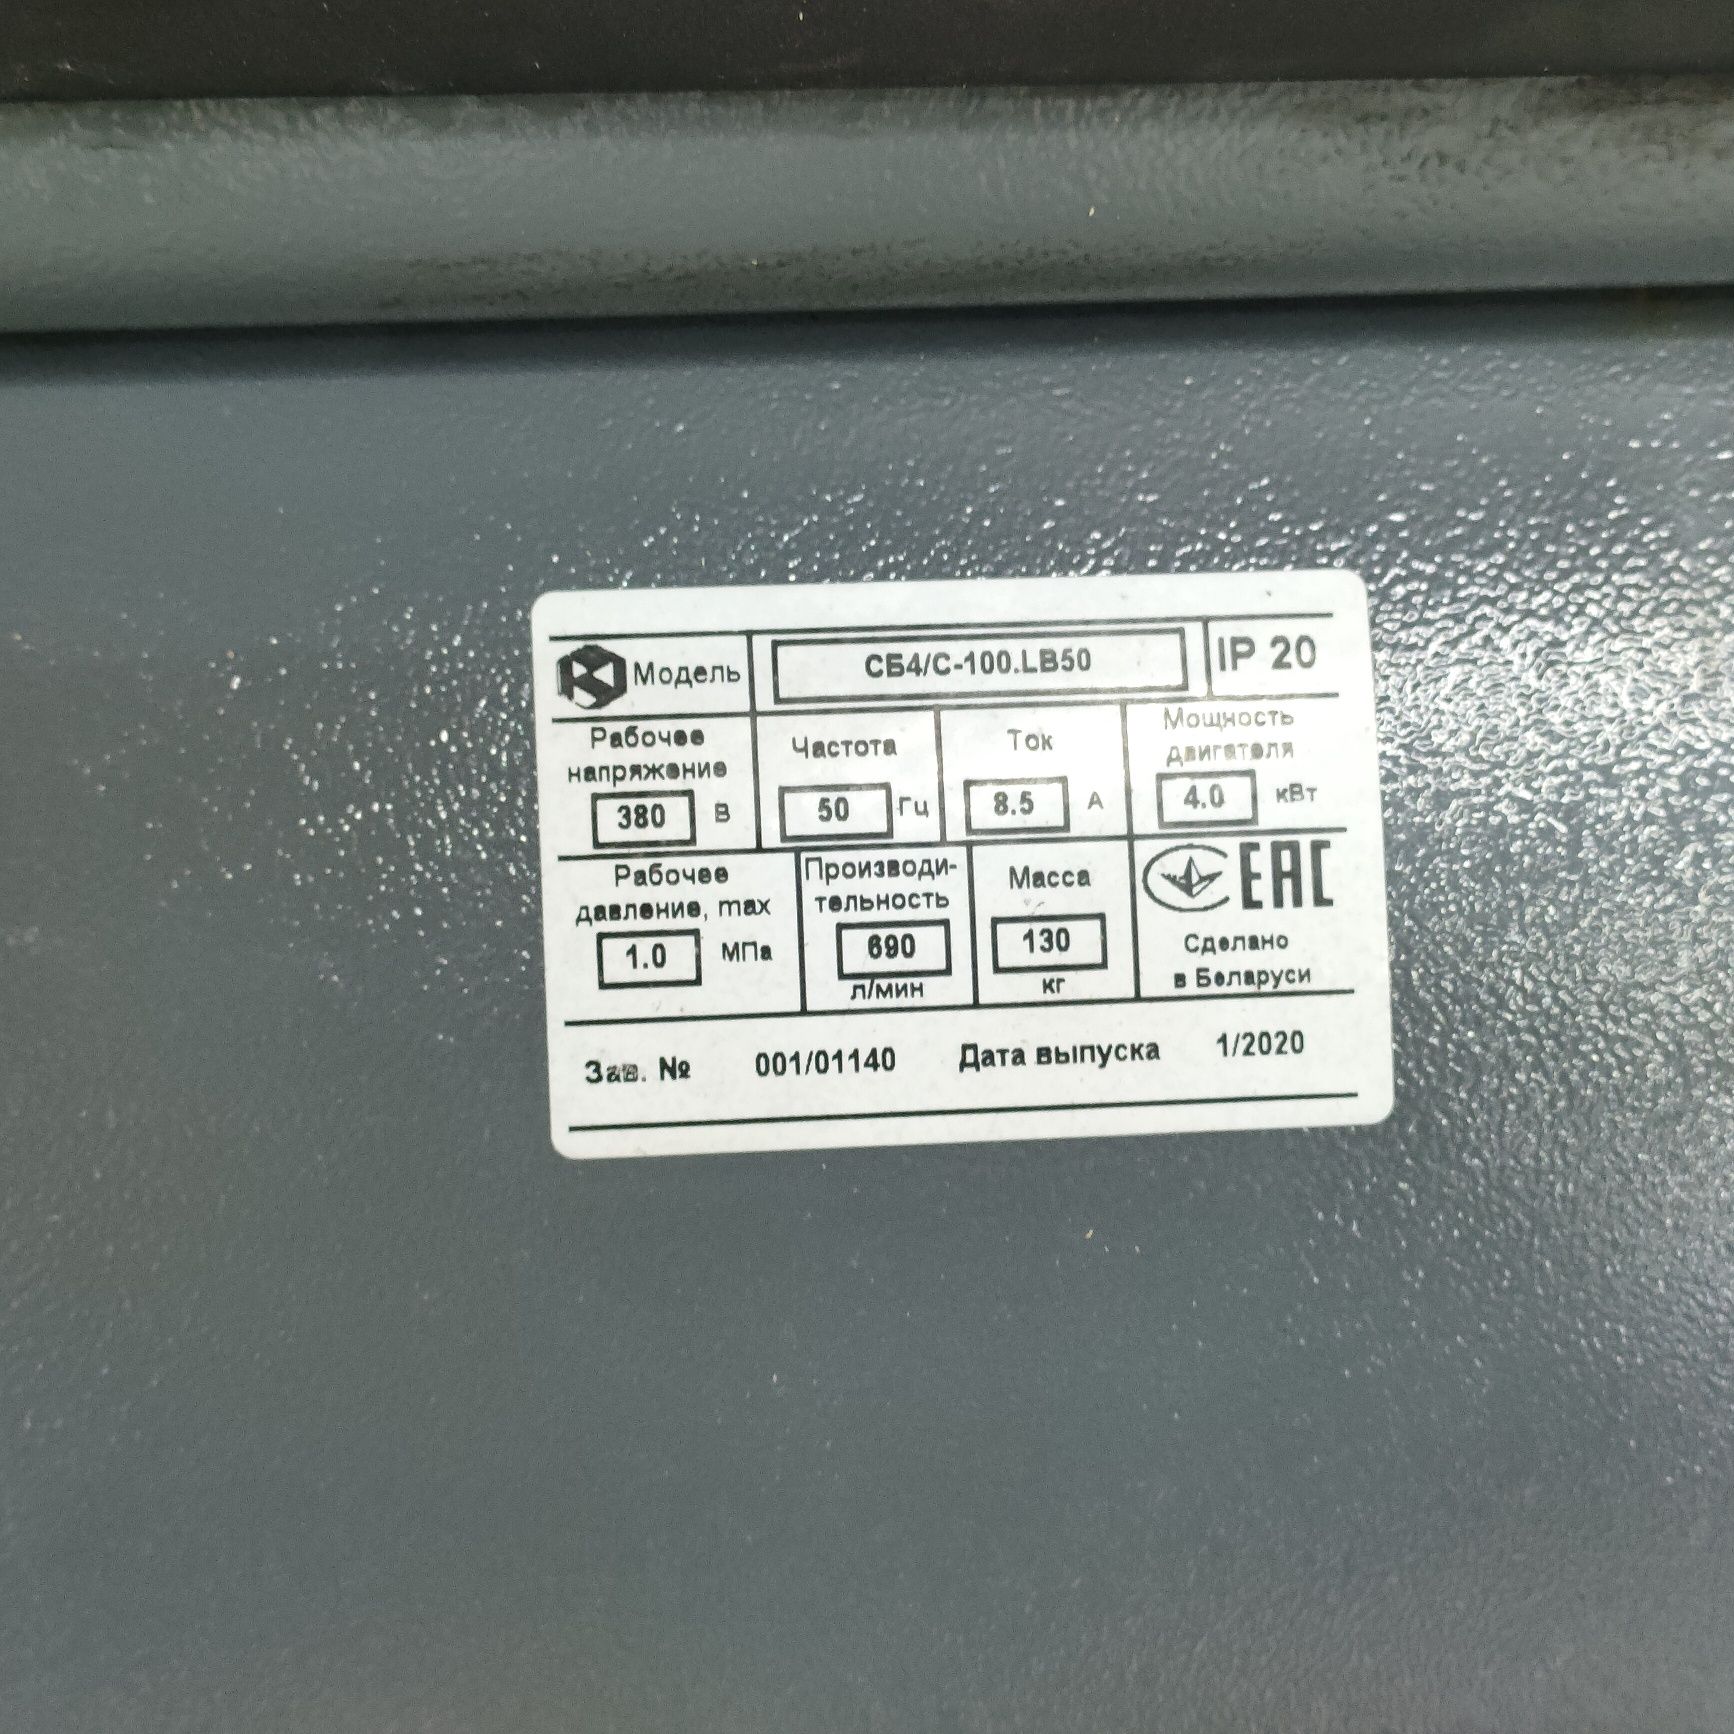 Модель СБ4/С-100.LB50 IP 20
Рабочее напряжение 380 В
Частота 50 Гц
Ток 8.5 А
Мощность двигателя 4.0 кВт
Рабочее давление, max 1.0 МПа
Производи-
тельность 690 л/мин
Масса 130 кг
EAC
Сделано
в Беларуси
Зав. № 001/01140 Дата выпуска 1/2020